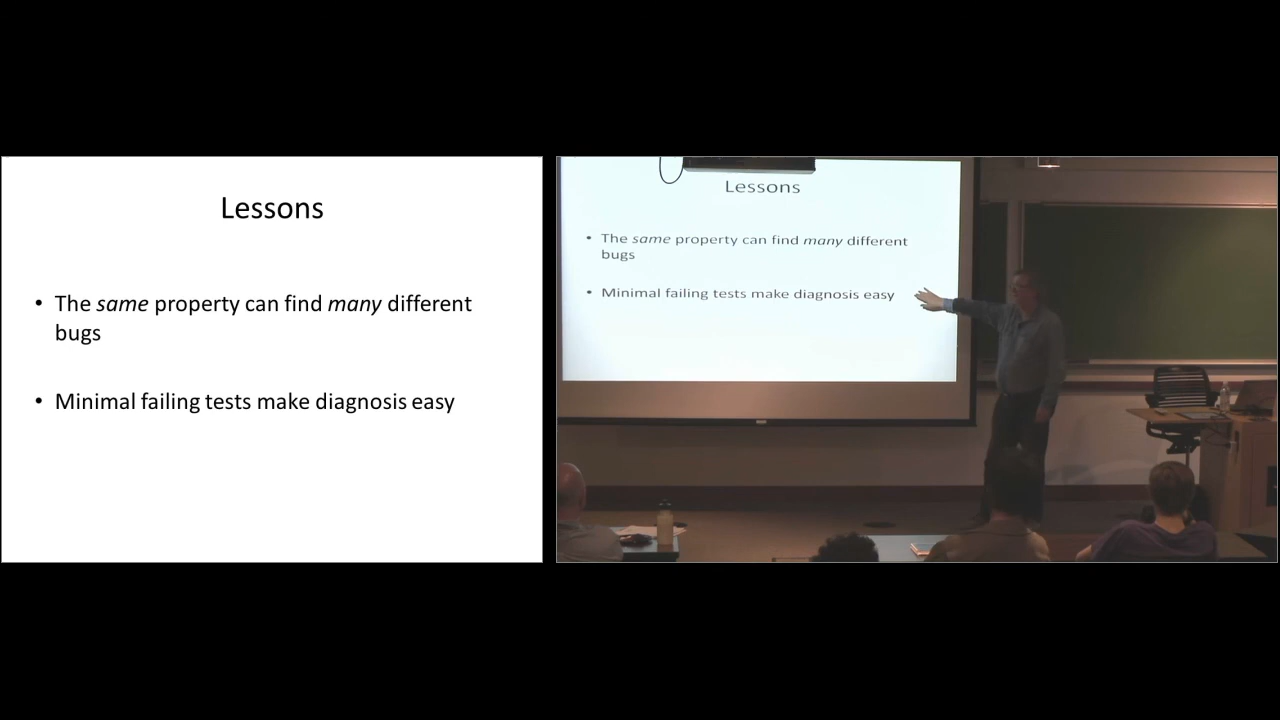 Lessons
• The same property can find many different
bugs
• Minimal failing tests make diagnosis easy
Lessons
• The same property can find many different
bugs
• Minimal failing tests make diagnosis easy